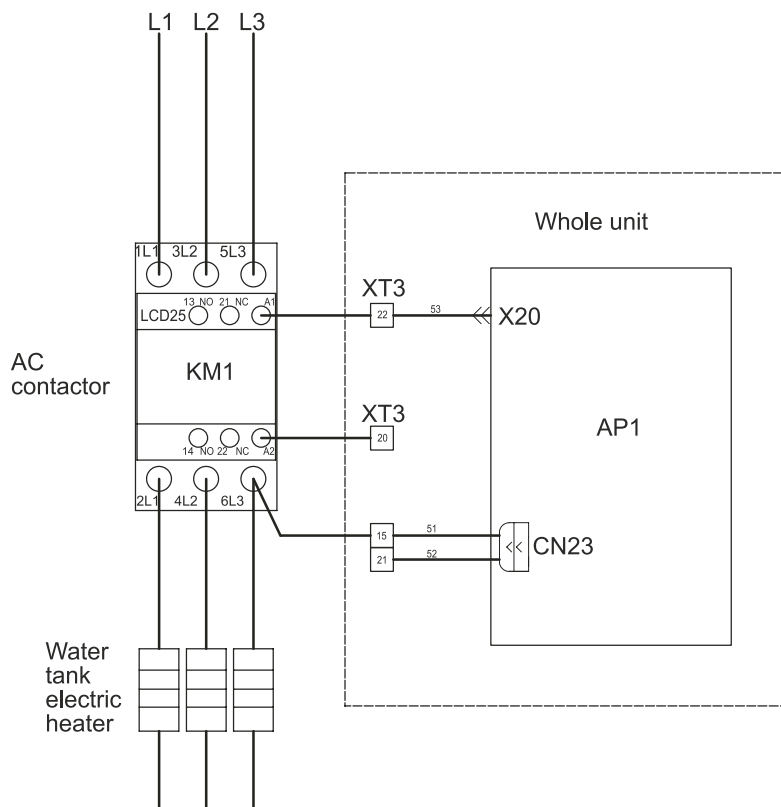 L1 L2 L3
Whole unit
1L1 3L2 5L3
13 NO 21 NC A1
LCD25
XT3
22
53
X20
AC
contactor
KM1
XT3
20
AP1
14 NO 22 NC A2
2L1 4L2 6L3
15
51
21
52
CN23
Water
tank
electric
heater